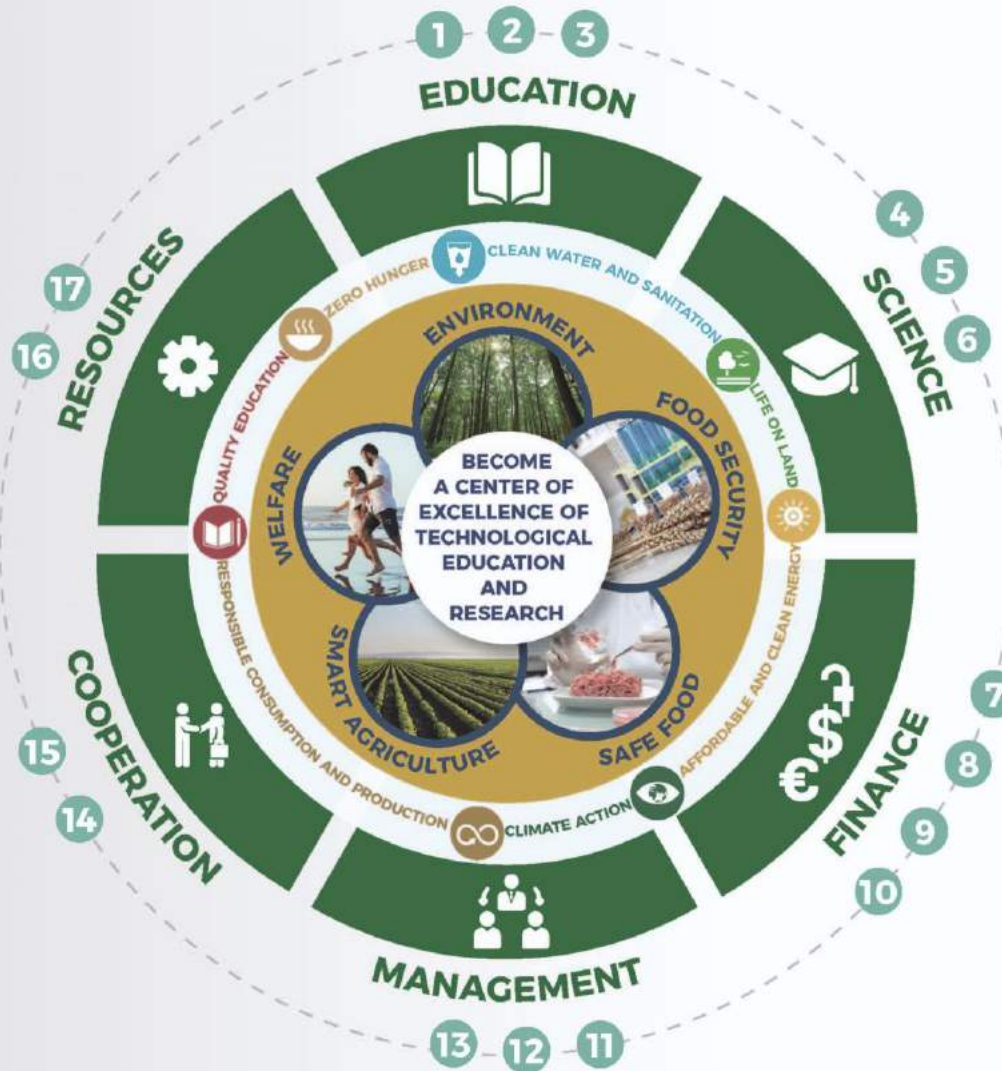 1 2 3
EDUCATION
4
5
6
SCIENCE
7
8
9
10
FINANCE
MANAGEMENT
13 12 11
COOPERATION
15
14
RESOURCES
17
16
CLEAN WATER AND SANITATION
LIFE ON LAND
AFFORDABLE AND CLEAN ENERGY
CLIMATE ACTION
RESPONSIBLE CONSUMPTION AND PRODUCTION
QUALITY EDUCATION
ZERO HUNGER
ENVIRONMENT
FOOD SECURITY
SAFE FOOD
SMART AGRICULTURE
WELFARE
BECOME
A CENTER OF
EXCELLENCE OF
TECHNOLOGICAL
EDUCATION
AND
RESEARCH
$
€